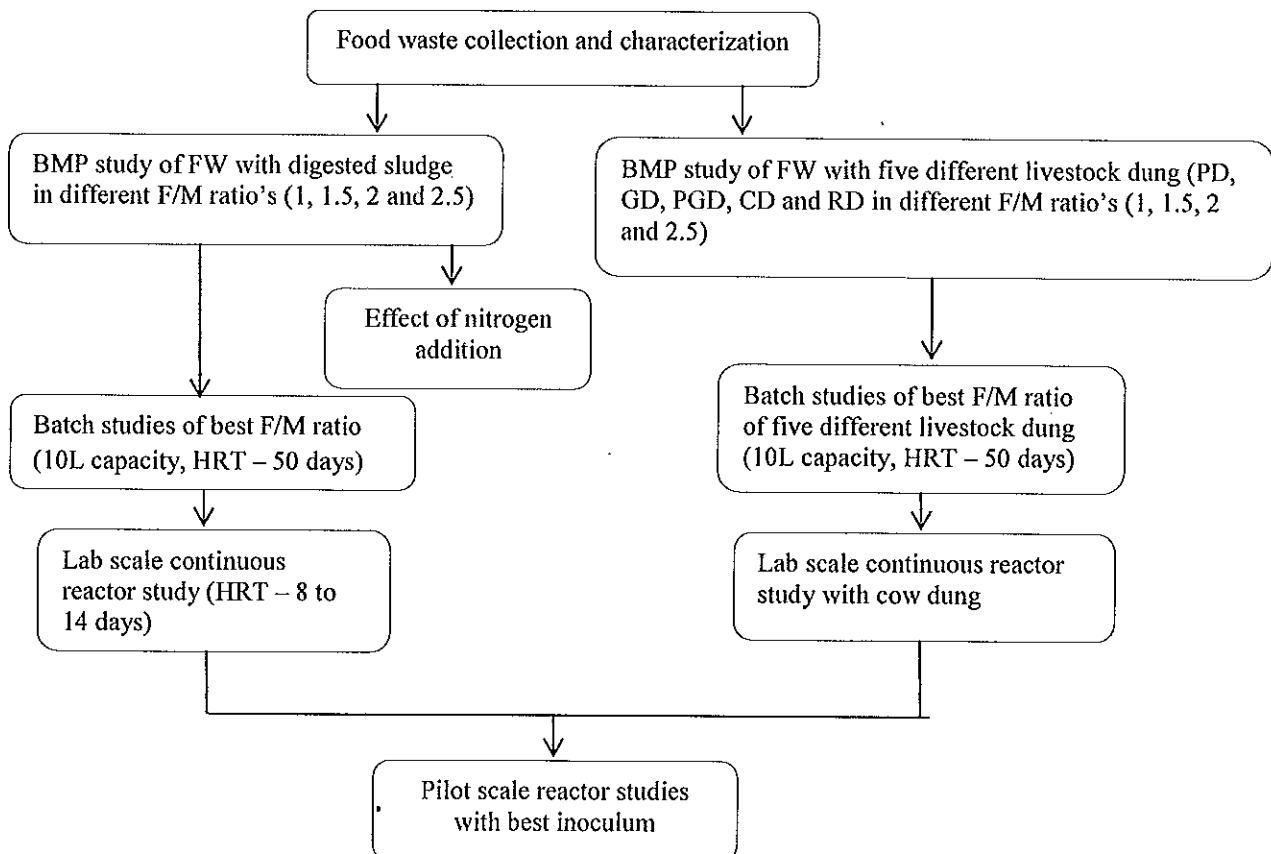 Food waste collection and characterization
BMP study of FW with digested sludge
in different F/M ratio's (1, 1.5, 2 and 2.5)
BMP study of FW with five different livestock dung (PD,
GD, PGD, CD and RD in different F/M ratio's (1, 1.5, 2
and 2.5)
Effect of nitrogen
addition
Batch studies of best F/M ratio
(10L capacity, HRT – 50 days)
Batch studies of best F/M ratio
of five different livestock dung
(10L capacity, HRT – 50 days)
Lab scale continuous
reactor study (HRT – 8 to
14 days)
Lab scale continuous reactor
study with cow dung
Pilot scale reactor studies
with best inoculum